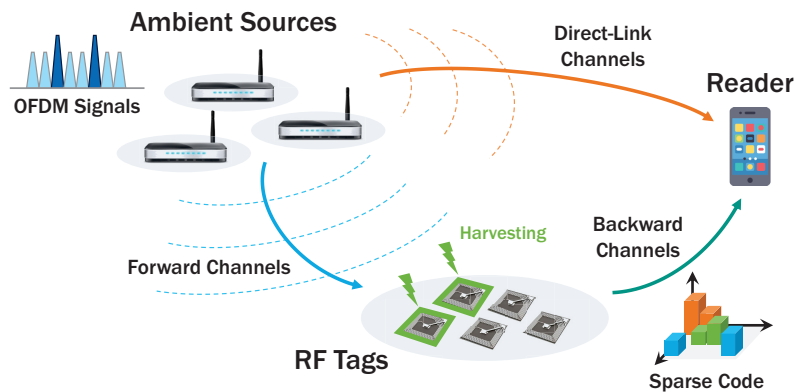 Ambient Sources
OFDM Signals
Direct-Link
Channels
Reader
Harvesting
Backward
Channels
Forward Channels
RF Tags
Sparse Code